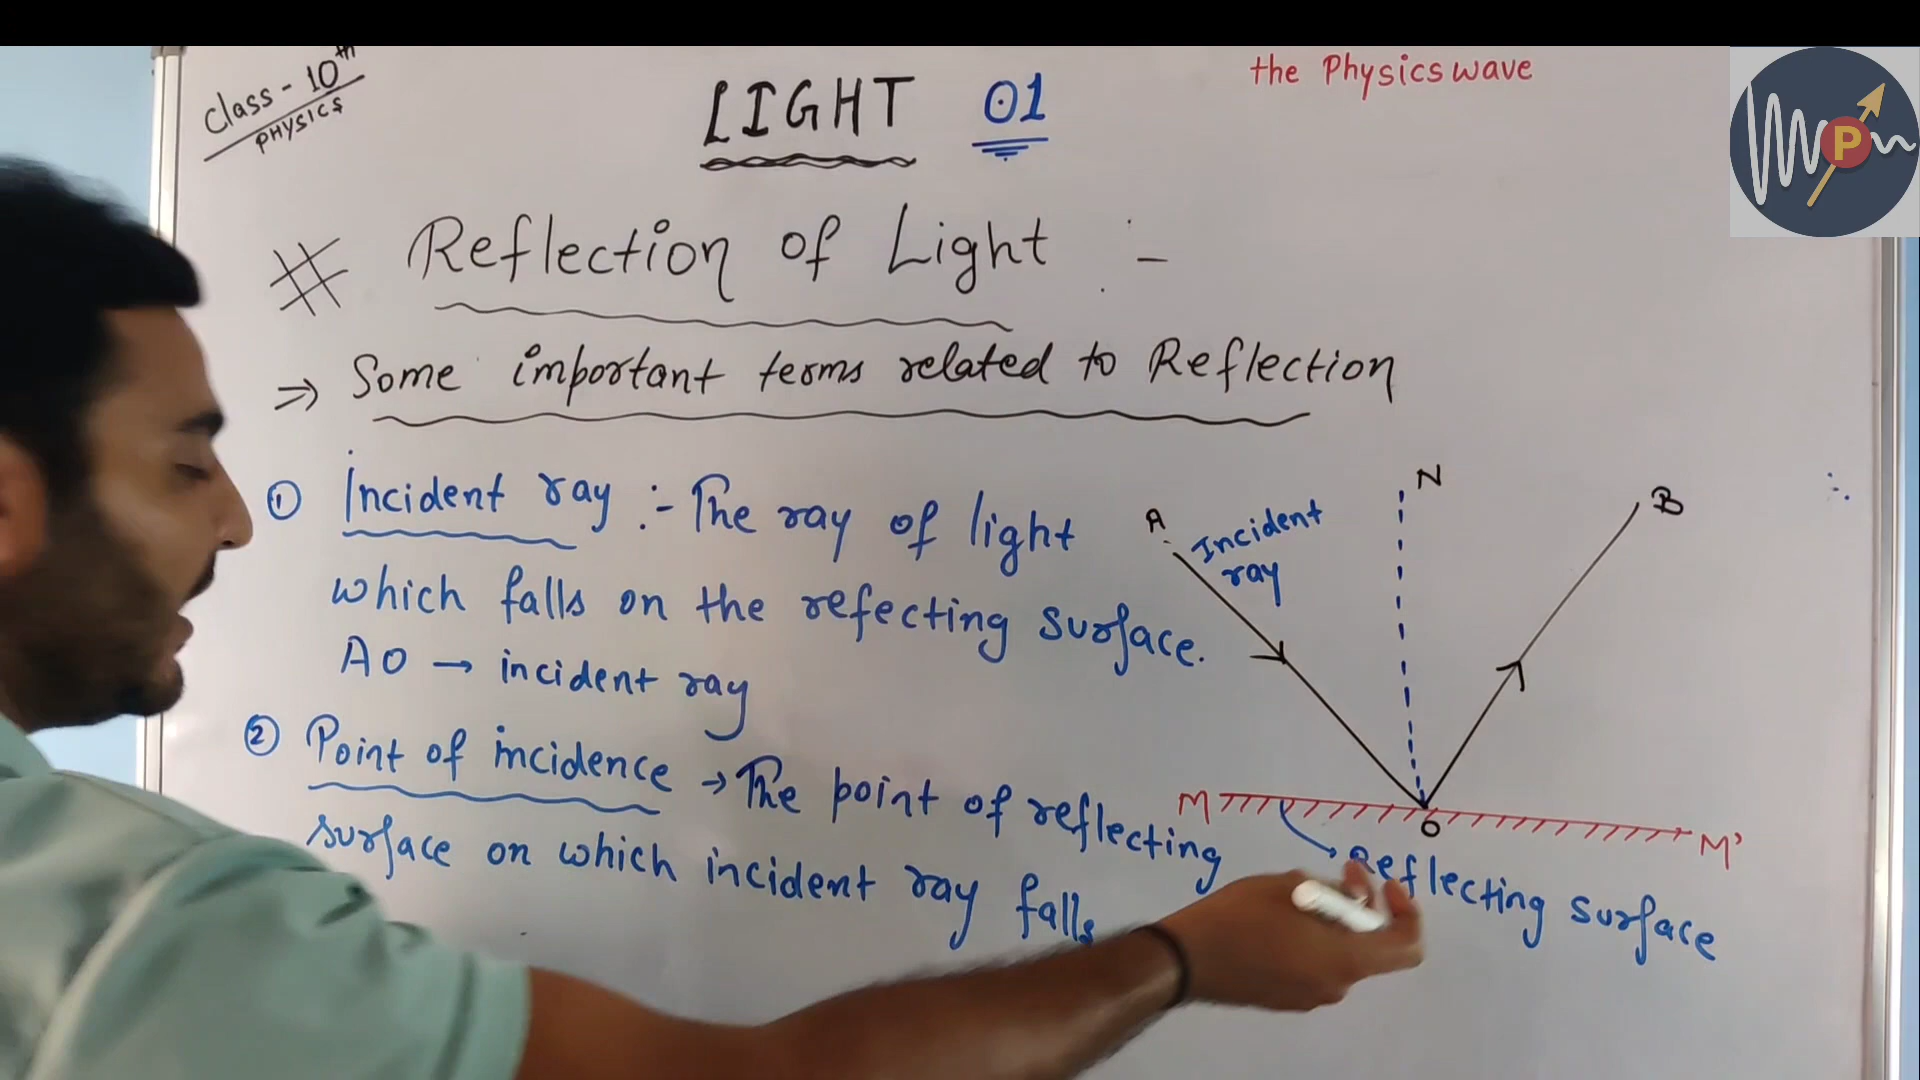 Class - 10th
PHYSICS
LIGHT 01
the Physics wave
P
# Reflection of Light :-
⇒ Some important terms related to Reflection
① Incident ray :- The ray of light
which falls on the refecting surface.
AO → incident ray
② Point of incidence → The point of reflecting
surface on which incident ray falls
A
Incident
ray
N
B
M
O
M'
Reflecting surface